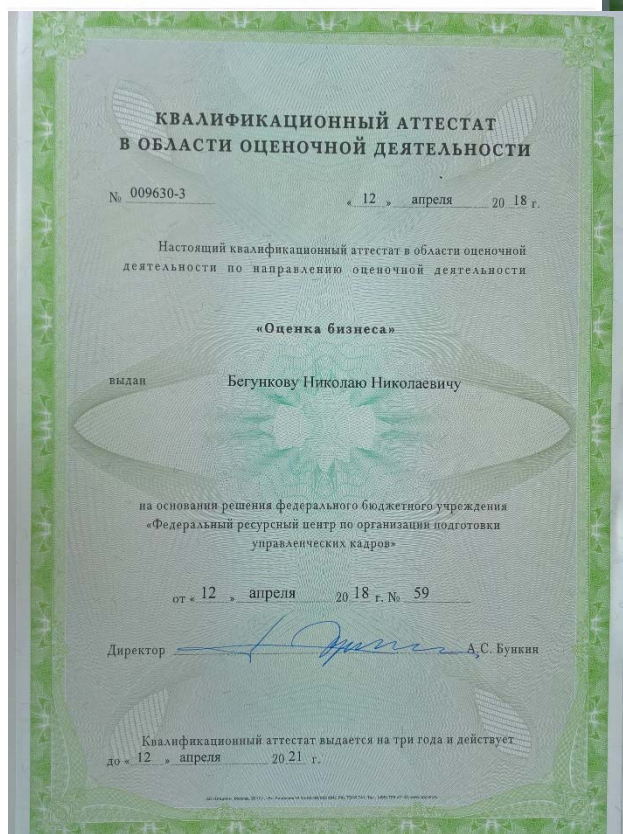 КВАЛИФИКАЦИОННЫЙ АТТЕСТАТ
В ОБЛАСТИ ОЦЕНОЧНОЙ ДЕЯТЕЛЬНОСТИ
№ 009630-3 « 12 » апреля 20 18 г.
Настоящий квалификационный аттестат в области оценочной
деятельности по направлению оценочной деятельности
«Оценка бизнеса»
выдан Бегункову Николаю Николаевичу
на основании решения федерального бюджетного учреждения
«Федеральный ресурсный центр по организации подготовки
управленческих кадров»
от « 12 » апреля 20 18 г. № 59
Директор А.С. Бункин
Квалификационный аттестат выдается на три года и действует
до « 12 » апреля 20 21 г.